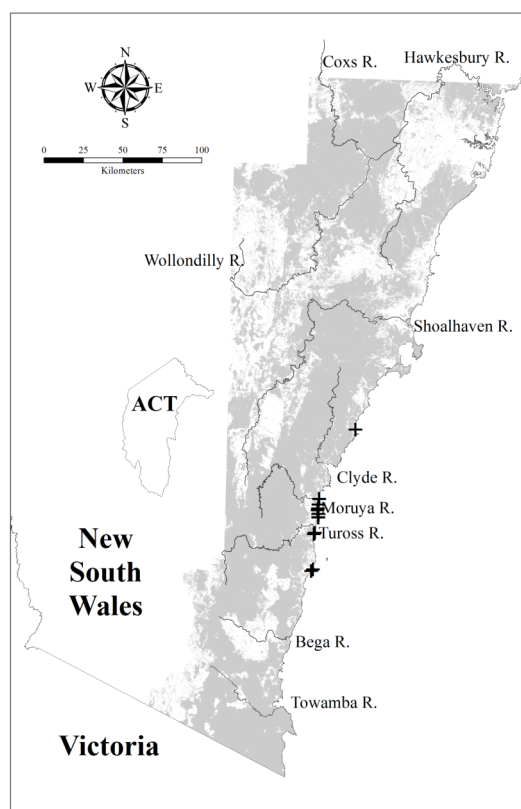 Coxs R.
Hawkesbury R.
N
W
E
S
0
25
50
75
100
Kilometers
Wollondilly R.
Shoalhaven R.
ACT
Clyde R.
Moruya R.
Tuross R.
New
South
Wales
Bega R.
Towamba R.
Victoria